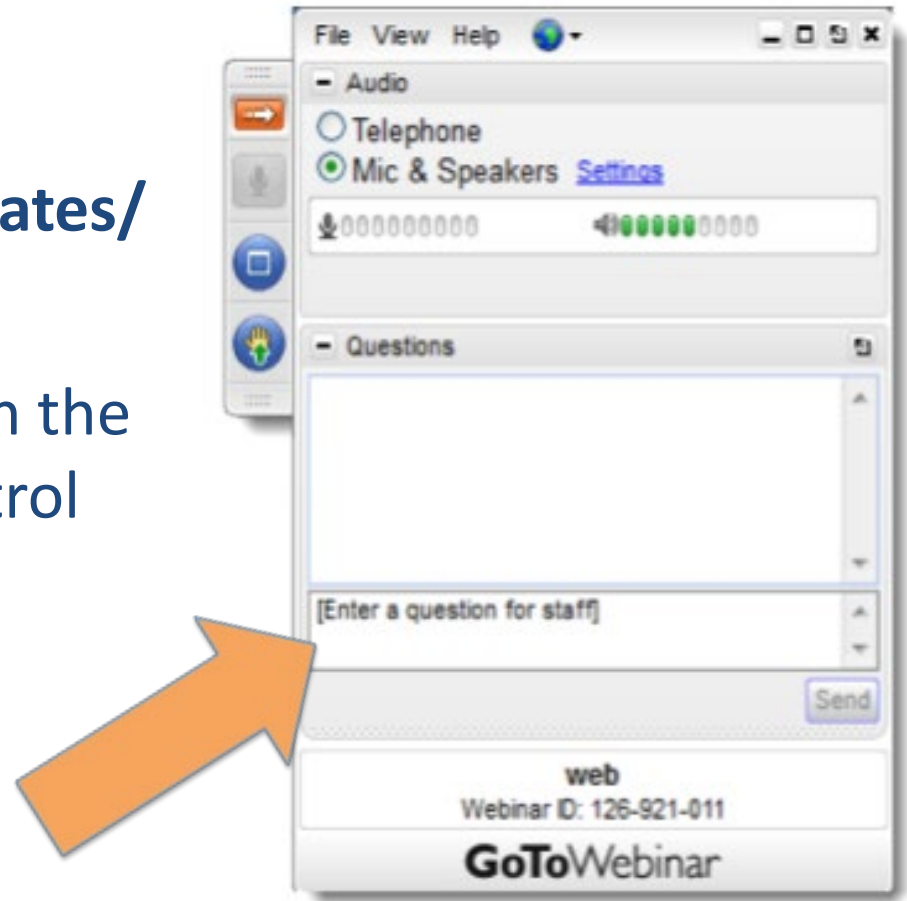 ates/
n the
trol
File View Help
- Audio
Telephone
Mic & Speakers Settings
- Questions
[Enter a question for staff]
Send
web
Webinar ID: 126-921-011
GoToWebinar